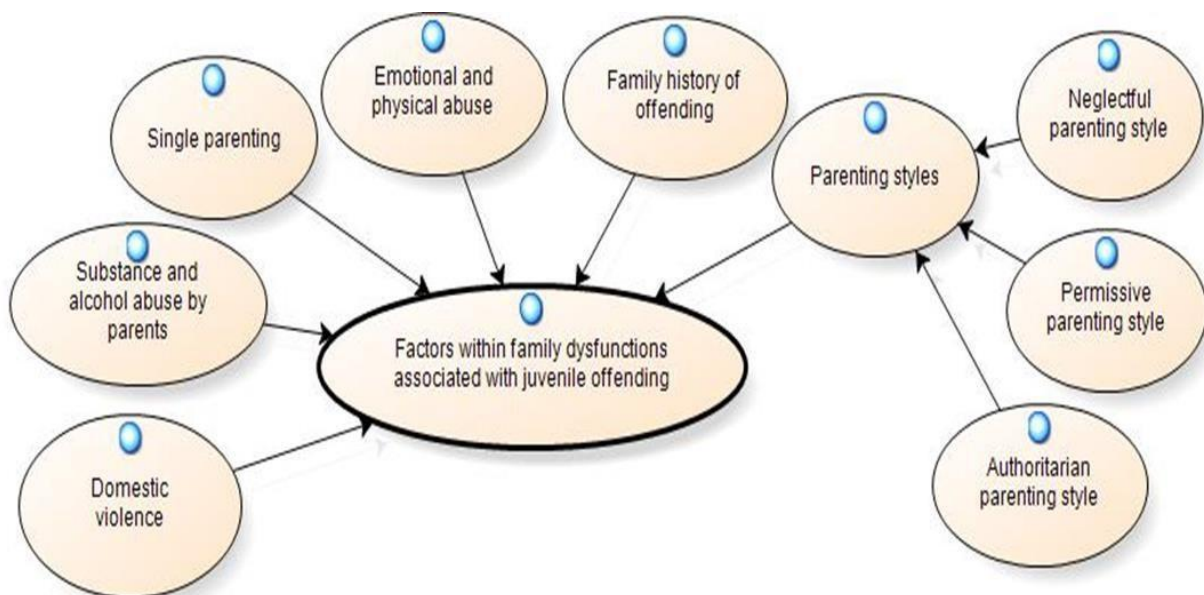 Emotional and
physical abuse
Family history of
offending
Neglectful
parenting style
Single parenting
Parenting styles
Substance and
alcohol abuse by
parents
Permissive
parenting style
Factors within family dysfunctions
associated with juvenile offending
Domestic
violence
Authoritarian
parenting style